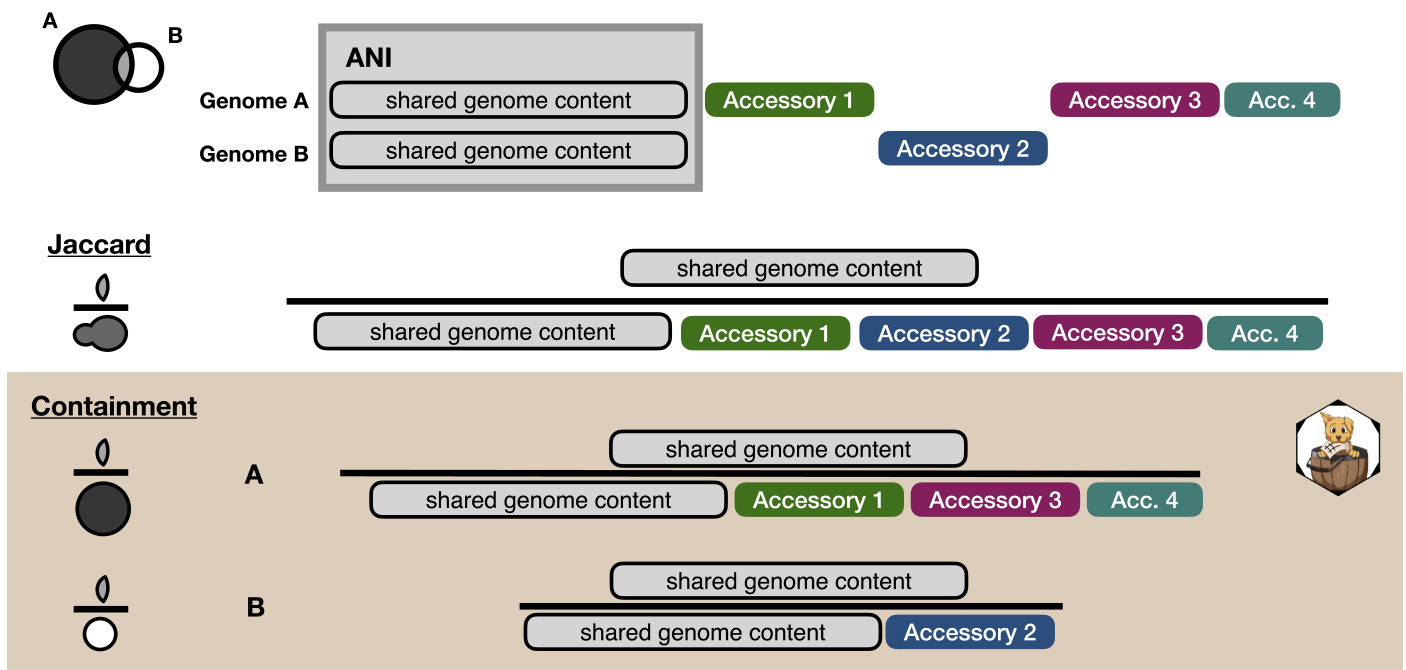 A
B
ANI
Genome A shared genome content Accessory 1 Accessory 3 Acc. 4
Genome B shared genome content Accessory 2
Jaccard
shared genome content
shared genome content Accessory 1 Accessory 2 Accessory 3 Acc. 4
Containment
A
shared genome content
shared genome content Accessory 1 Accessory 3 Acc. 4
B
shared genome content
shared genome content Accessory 2